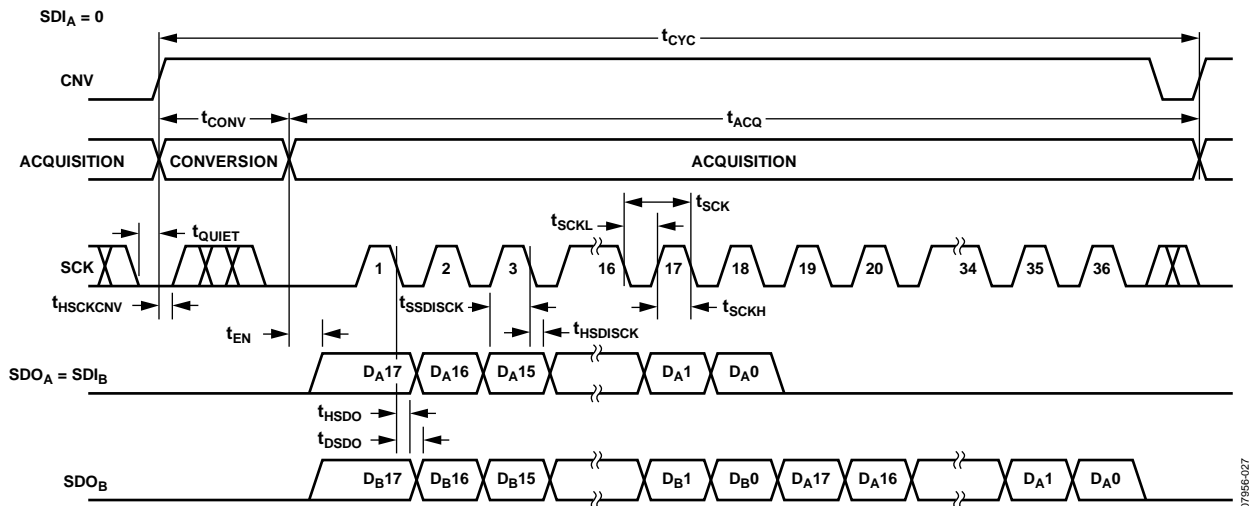 SDIA = 0
tCYC
CNV
tCONV
tACQ
ACQUISITION
CONVERSION
ACQUISITION
tSCK
tSCKL
tQUIET
SCK
1
2
3
16
17
18
19
20
34
35
36
tHSCKCNV
tSSDISCK
tSCKH
tEN
tHSDISCK
SDOA = SDIB
DA17
DA16
DA15
DA1
DA0
tHSDO
tDSDO
SDOB
DB17
DB16
DB15
DB1
DB0
DA17
DA16
DA1
DA0
07956-027